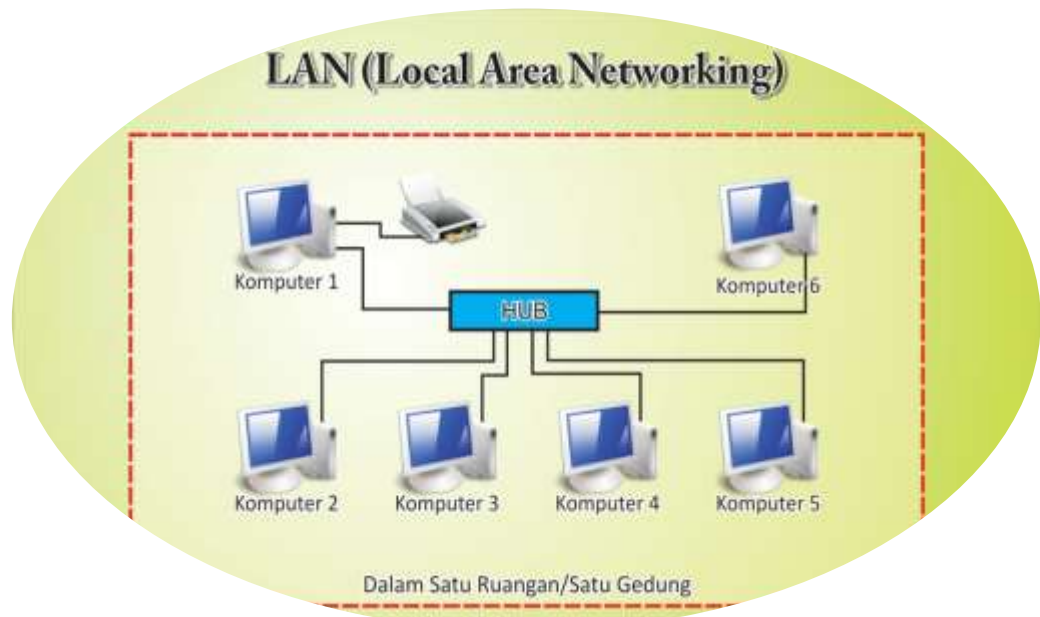 LAN (Local Area Networking)
Komputer 1
Komputer 6
HUB
Komputer 2
Komputer 3
Komputer 4
Komputer 5
Dalam Satu Ruangan/Satu Gedung